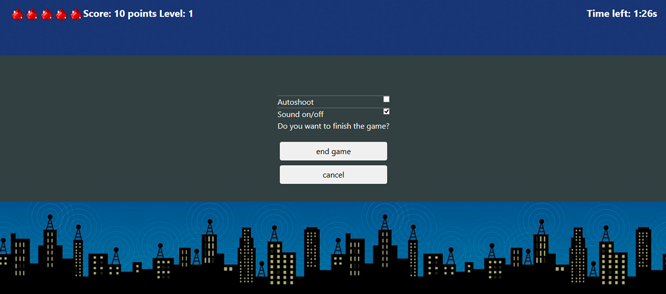 Score: 10 points Level: 1
Time left: 1:26s
Autoshoot
Sound on/off
Do you want to finish the game?
end game
cancel